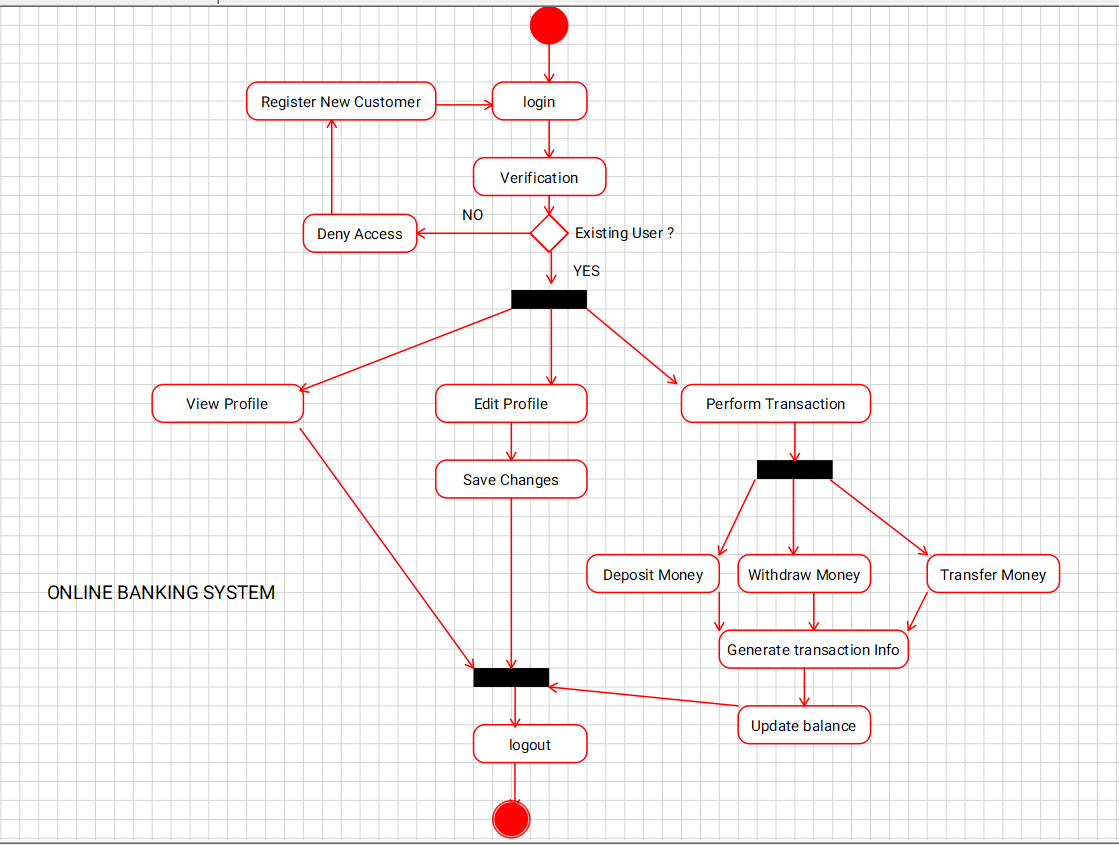 Register New Customer
login
Verification
NO
Deny Access
Existing User ?
YES
View Profile
Edit Profile
Perform Transaction
Save Changes
Deposit Money
Withdraw Money
Transfer Money
ONLINE BANKING SYSTEM
Generate transaction Info
Update balance
logout